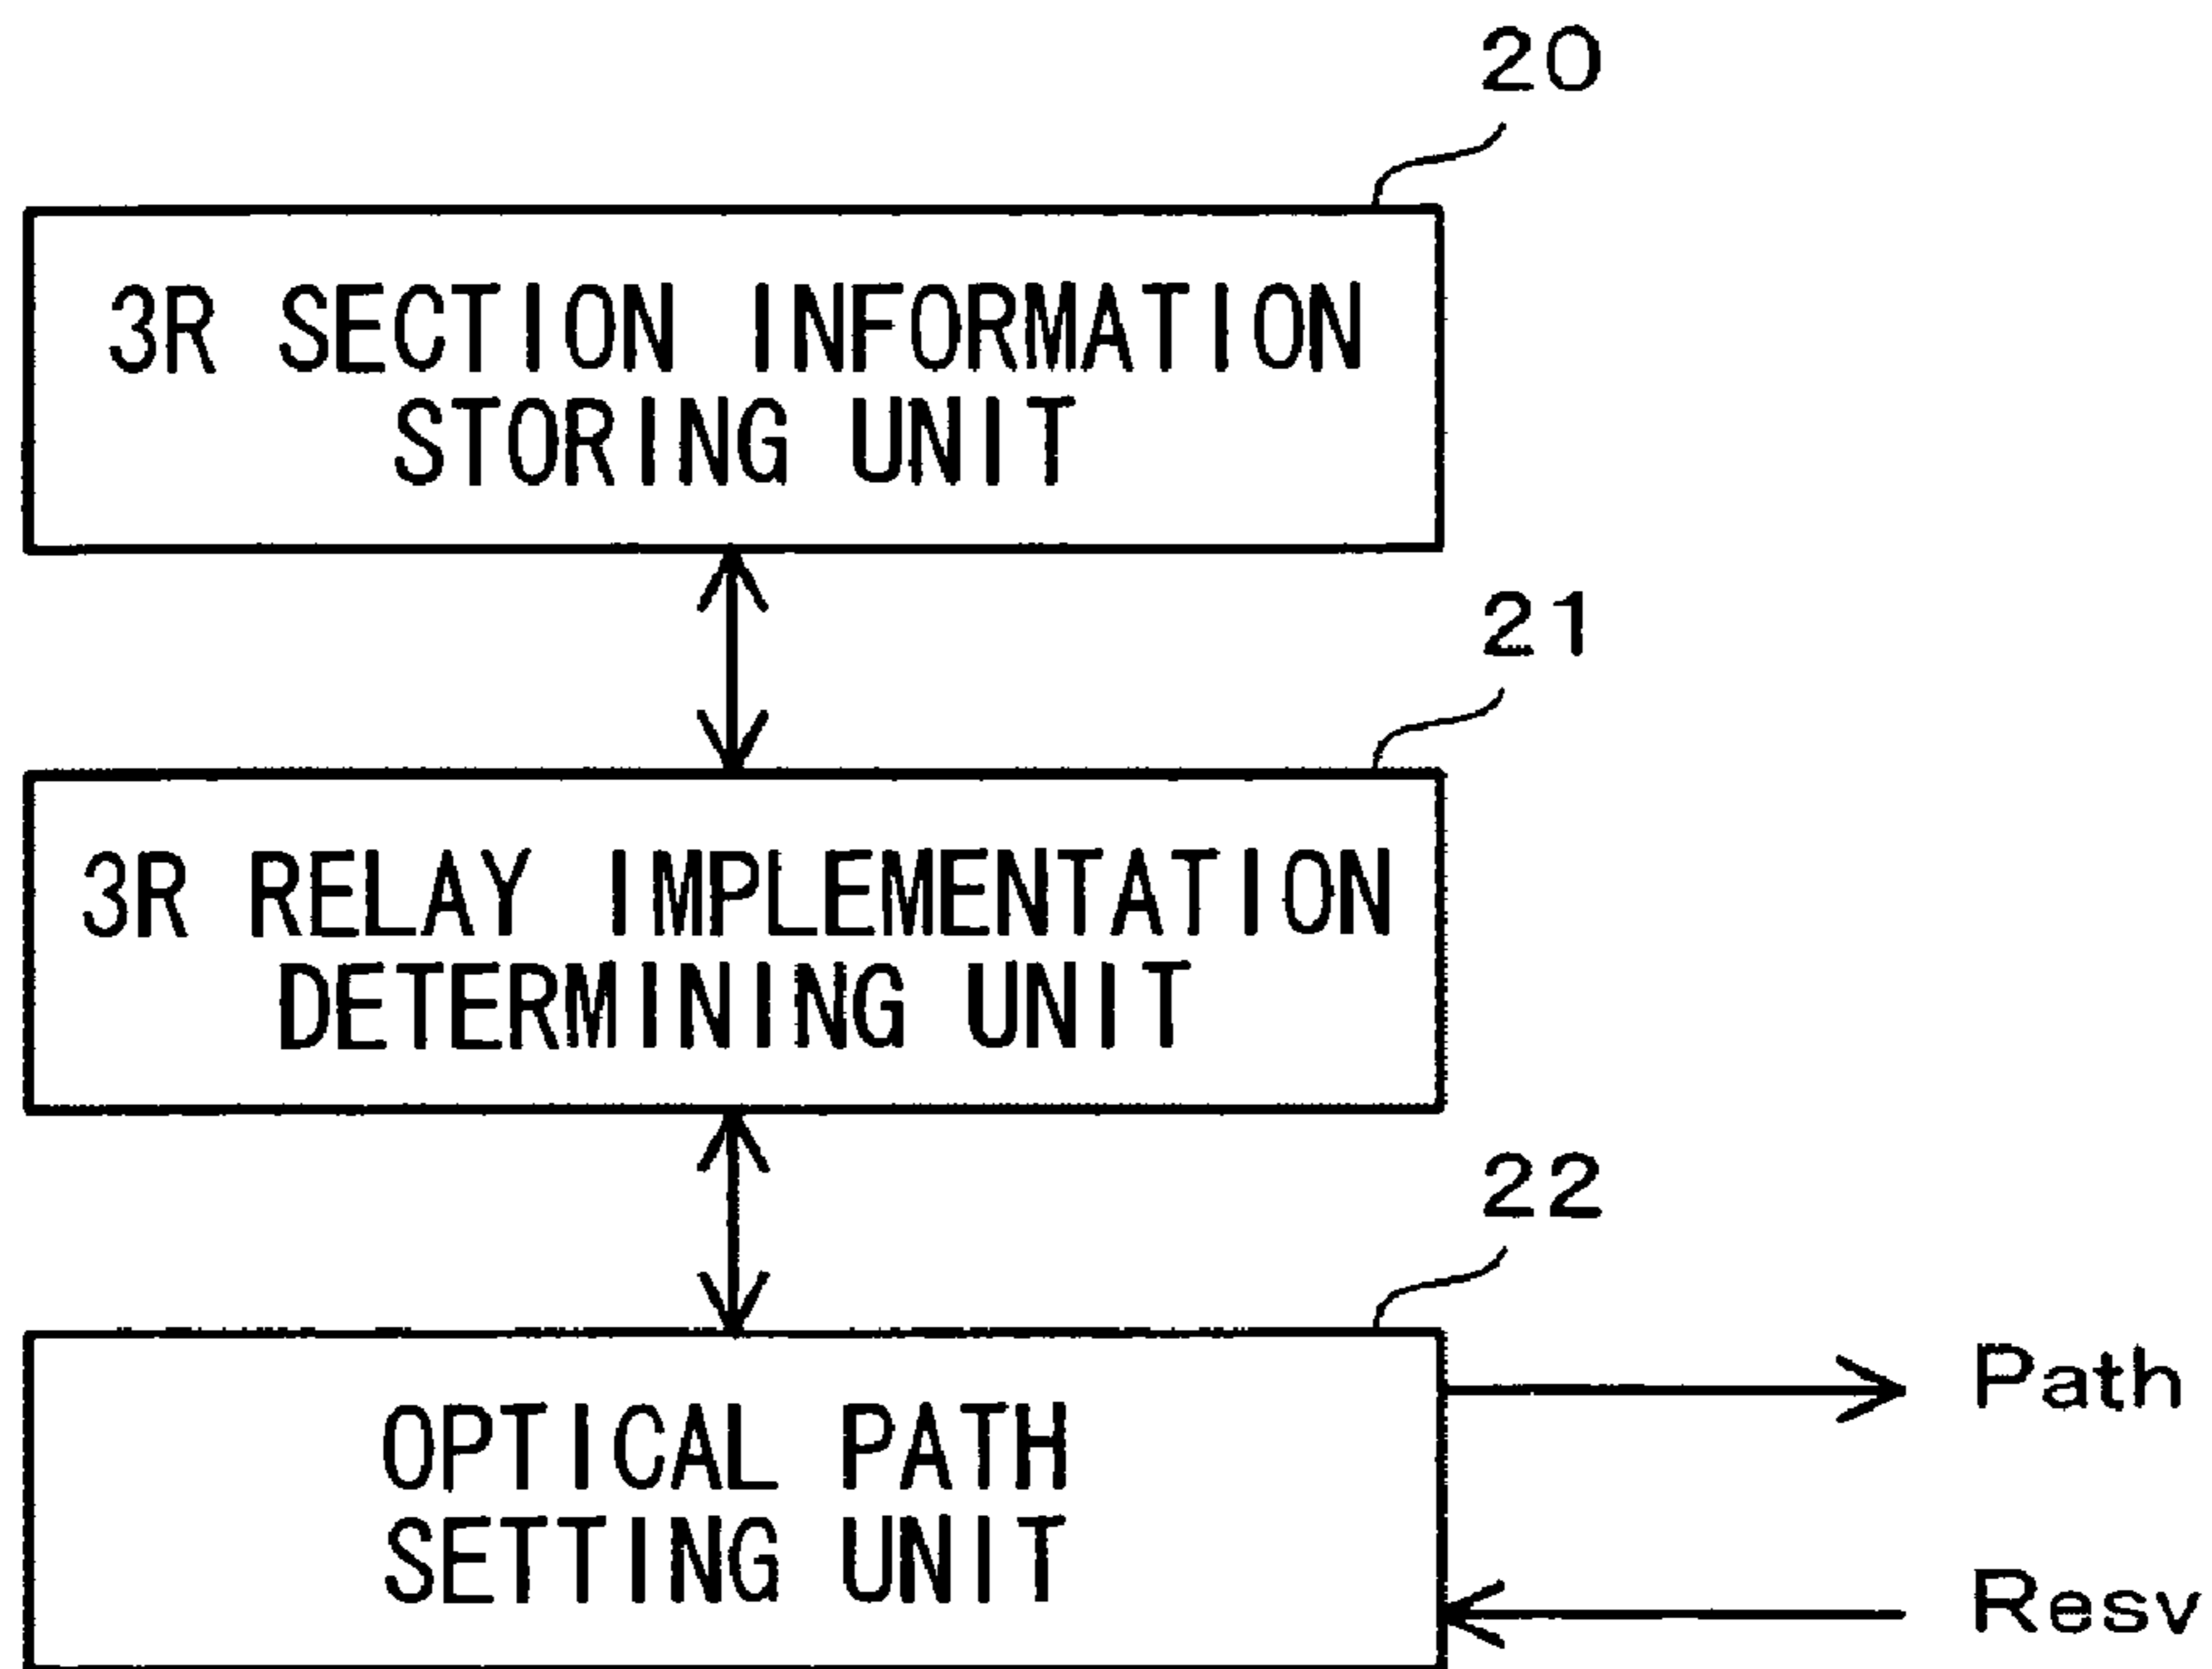 20
3R SECTION INFORMATION
STORING UNIT
21
3R RELAY IMPLEMENTATION
DETERMINING UNIT
22
OPTICAL PATH
SETTING UNIT
Path
Resv